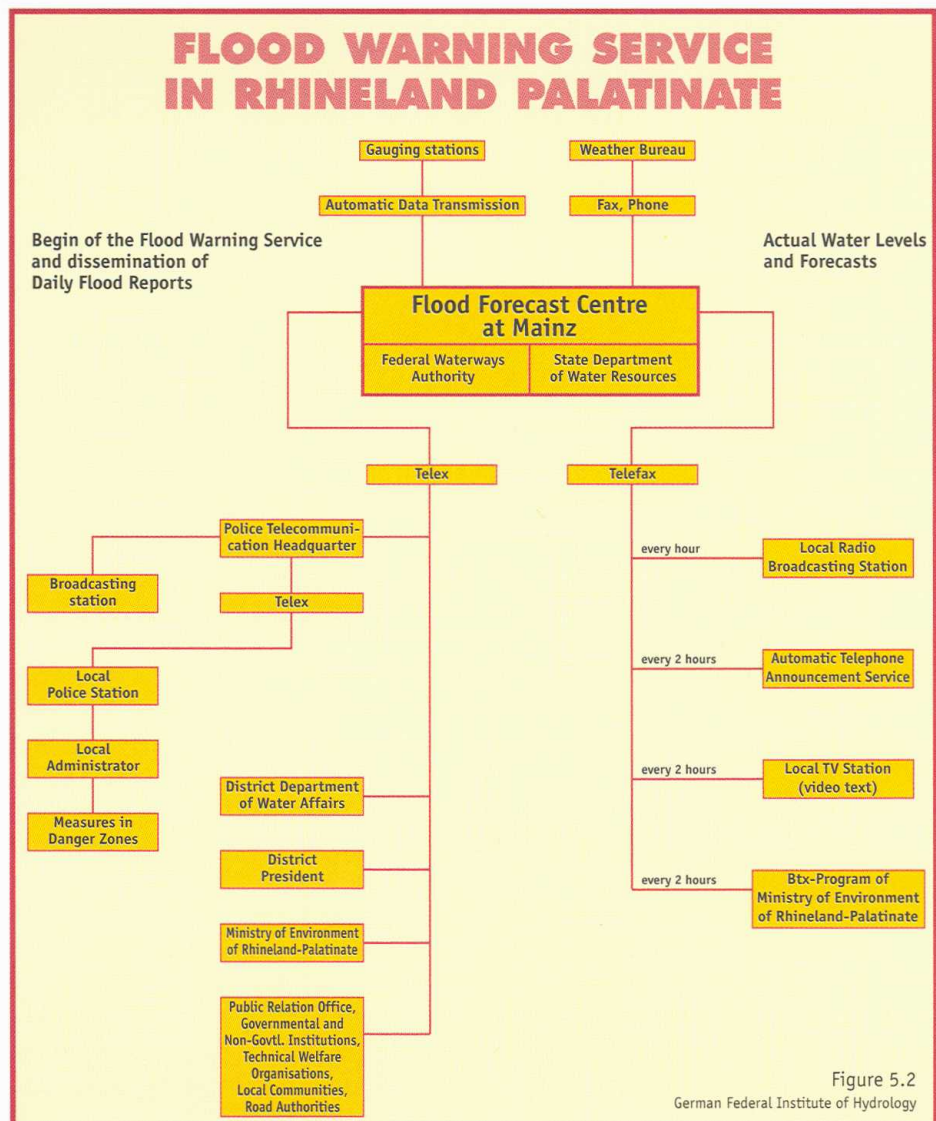 FLOOD WARNING SERVICE
IN RHINELAND PALATINATE
Gauging stations
Weather Bureau
Automatic Data Transmission
Fax, Phone
Begin of the Flood Warning Service
and dissemination of
Daily Flood Reports
Actual Water Levels
and Forecasts
Flood Forecast Centre
at Mainz
Federal Waterways
Authority
State Department
of Water Resources
Telex
Telefax
Police Telecommuni-
cation Headquarter
Broadcasting
station
Telex
Local
Police Station
Local
Administrator
Measures in
Danger Zones
District Department
of Water Affairs
District
President
Ministry of Environment
of Rhineland-Palatinate
Public Relation Office,
Governmental and
Non-Govtl. Institutions,
Technical Welfare
Organisations,
Local Communities,
Road Authorities
every hour
Local Radio
Broadcasting Station
every 2 hours
Automatic Telephone
Announcement Service
every 2 hours
Local TV Station
(video text)
every 2 hours
Btx-Program of
Ministry of Environment
of Rhineland-Palatinate
Figure 5.2
German Federal Institute of Hydrology